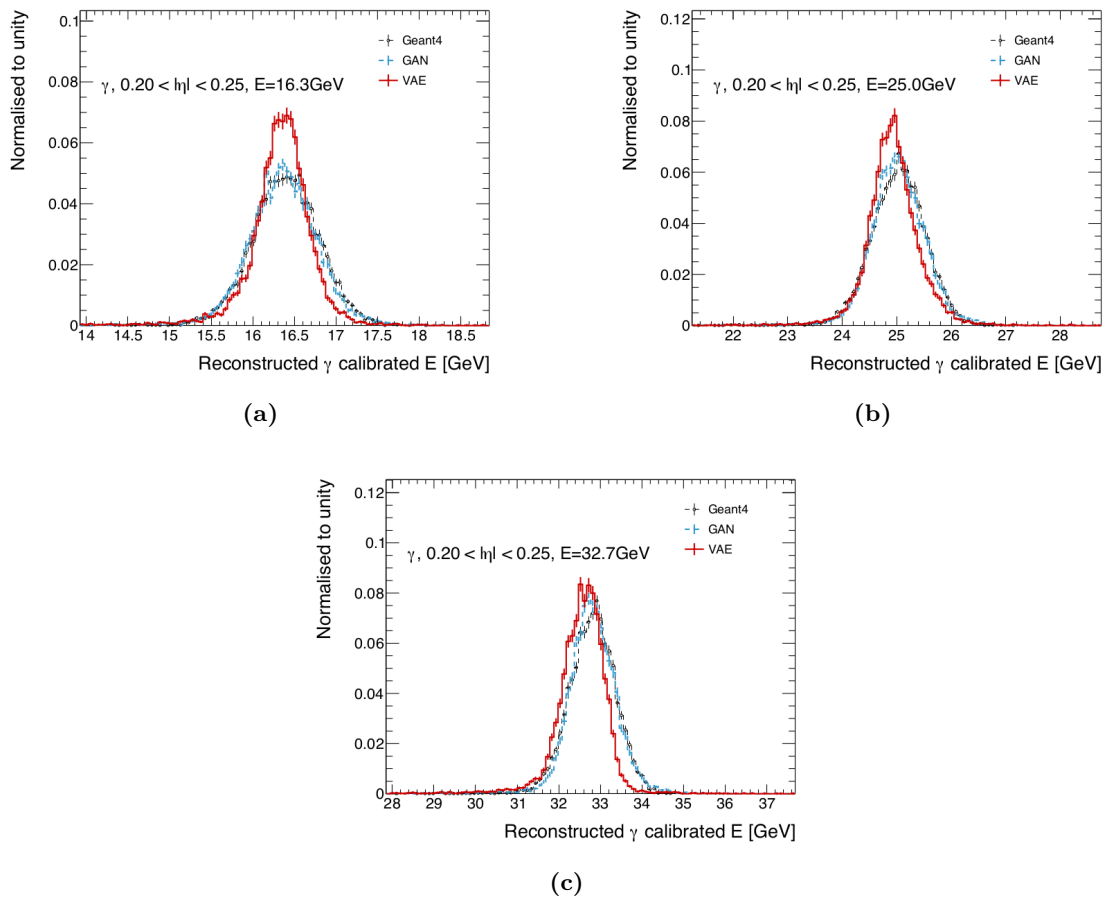 Normalised to unity
0.1
0.08
0.06
0.04
0.02
0
Geant4
GAN
VAE
γ, 0.20 < |η| < 0.25, E=16.3GeV
14 14.5 15 15.5 16 16.5 17 17.5 18 18.5
Reconstructed γ calibrated E [GeV]
(a)
Normalised to unity
0.12
0.1
0.08
0.06
0.04
0.02
0
Geant4
GAN
VAE
γ, 0.20 < |η| < 0.25, E=25.0GeV
22 23 24 25 26 27 28
Reconstructed γ calibrated E [GeV]
(b)
Normalised to unity
0.12
0.1
0.08
0.06
0.04
0.02
0
Geant4
GAN
VAE
γ, 0.20 < |η| < 0.25, E=32.7GeV
28 29 30 31 32 33 34 35 36 37
Reconstructed γ calibrated E [GeV]
(c)